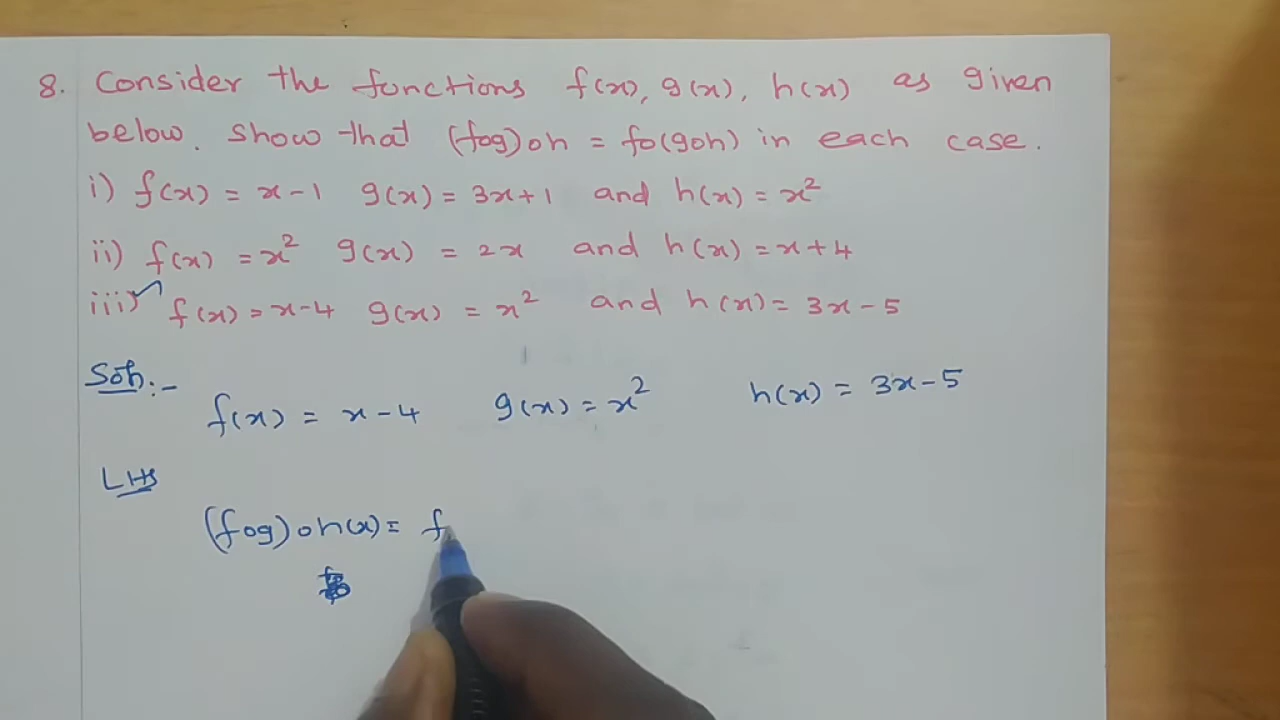 8. Consider the functions f(x), g(x), h(x) as given
below. show that (fog)oh = fo(goh) in each case.
i) f(x) = x-1 g(x) = 3x+1 and h(x) = x²
ii) f(x) = x² g(x) = 2x and h(x) = x+4
iii) f(x) = x-4 g(x) = x² and h(x) = 3x-5
Soln:-
f(x) = x-4 g(x) = x² h(x) = 3x-5
LHS
(fog)oh(x) = f